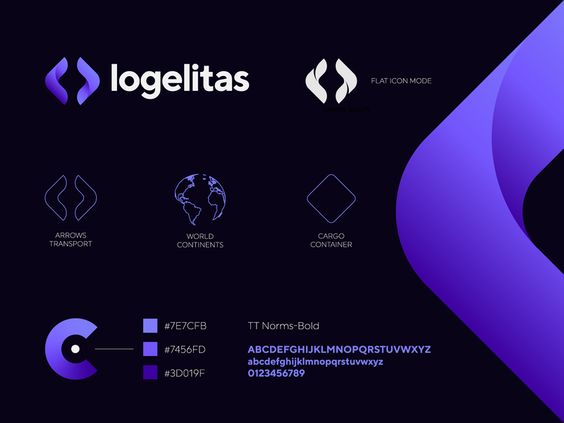 logelitas
FLAT ICON MODE
ARROWS
TRANSPORT
WORLD
CONTINENTS
CARGO
CONTAINER
#7E7CFB
#7456FD
#3D019F
TT Norms-Bold
ABCDEFGHIJKLMNOPQRSTUVWXYZ
abcdefghijklmnopqrstuvwxyz
0123456789